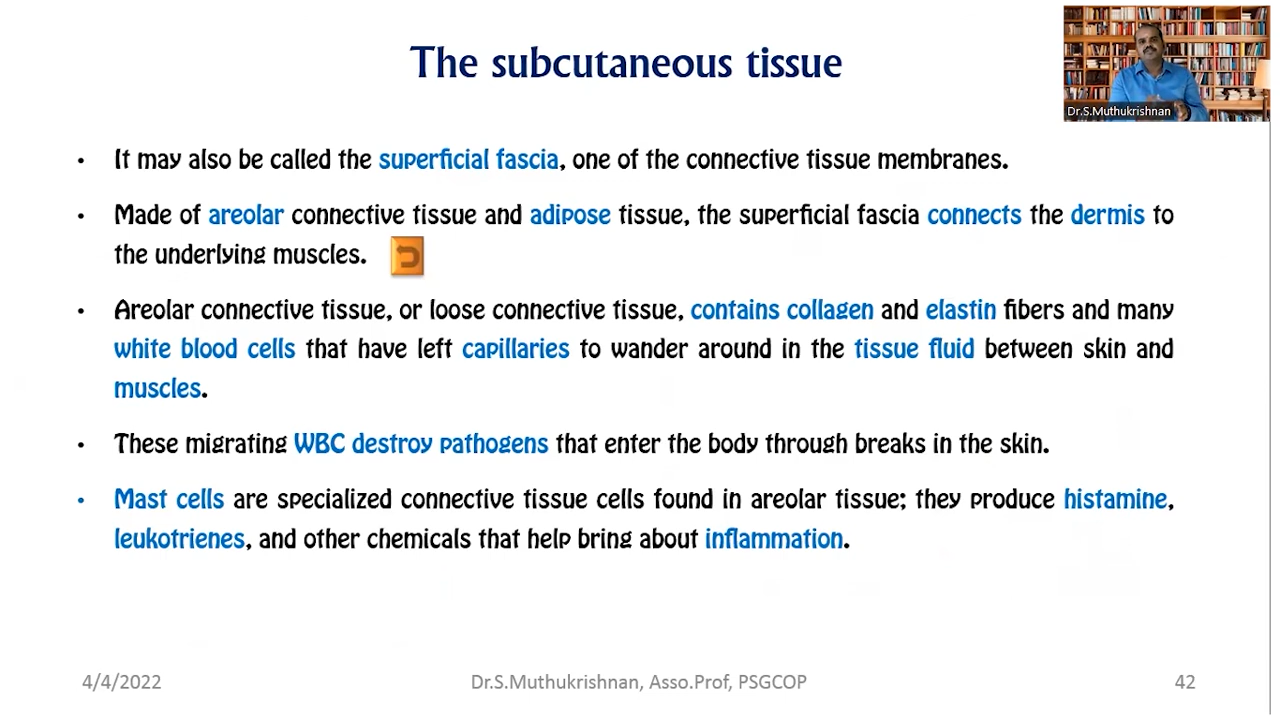 The subcutaneous tissue
Dr.S.Muthukrishnan
• It may also be called the superficial fascia, one of the connective tissue membranes.
• Made of areolar connective tissue and adipose tissue, the superficial fascia connects the dermis to
the underlying muscles.
• Areolar connective tissue, or loose connective tissue, contains collagen and elastin fibers and many
white blood cells that have left capillaries to wander around in the tissue fluid between skin and
muscles.
• These migrating WBC destroy pathogens that enter the body through breaks in the skin.
• Mast cells are specialized connective tissue cells found in areolar tissue; they produce histamine,
leukotrienes, and other chemicals that help bring about inflammation.
4/4/2022
Dr.S.Muthukrishnan, Asso.Prof, PSGCOP
42